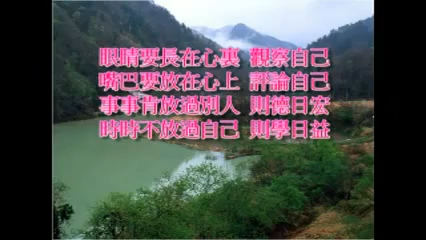 眼睛要長在心裏 觀察自己
嘴巴要放在心上 評論自己
事事肯放過別人 則德日宏
時時不放過自己 則學日益